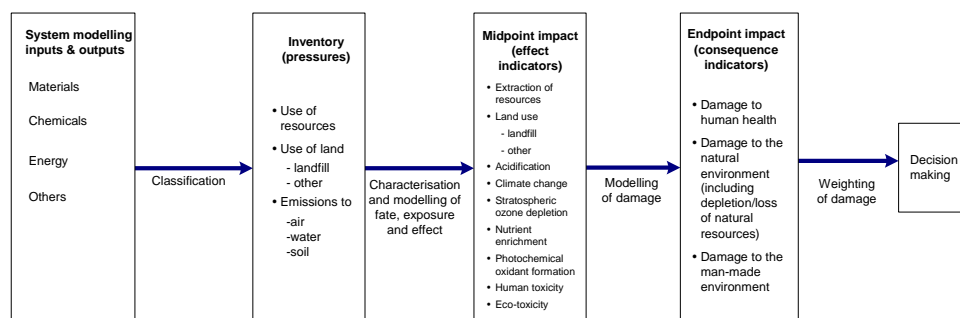 System modelling
inputs & outputs
Materials
Chemicals
Energy
Others
Classification
Inventory
(pressures)
• Use of
resources
• Use of land
- landfill
- other
• Emissions to
-air
-water
-soil
Characterisation
and modelling of
fate, exposure
and effect
Midpoint impact
(effect
indicators)
• Extraction of
resources
• Land use
- landfill
- other
• Acidification
• Climate change
• Stratospheric
ozone depletion
• Nutrient
enrichment
• Photochemical
oxidant formation
• Human toxicity
• Eco-toxicity
Modelling
of damage
Endpoint impact
(consequence
indicators)
• Damage to
human health
• Damage to the
natural
environment
(including
depletion/loss
of natural
resources)
• Damage to the
man-made
environment
Weighting
of damage
Decision
making